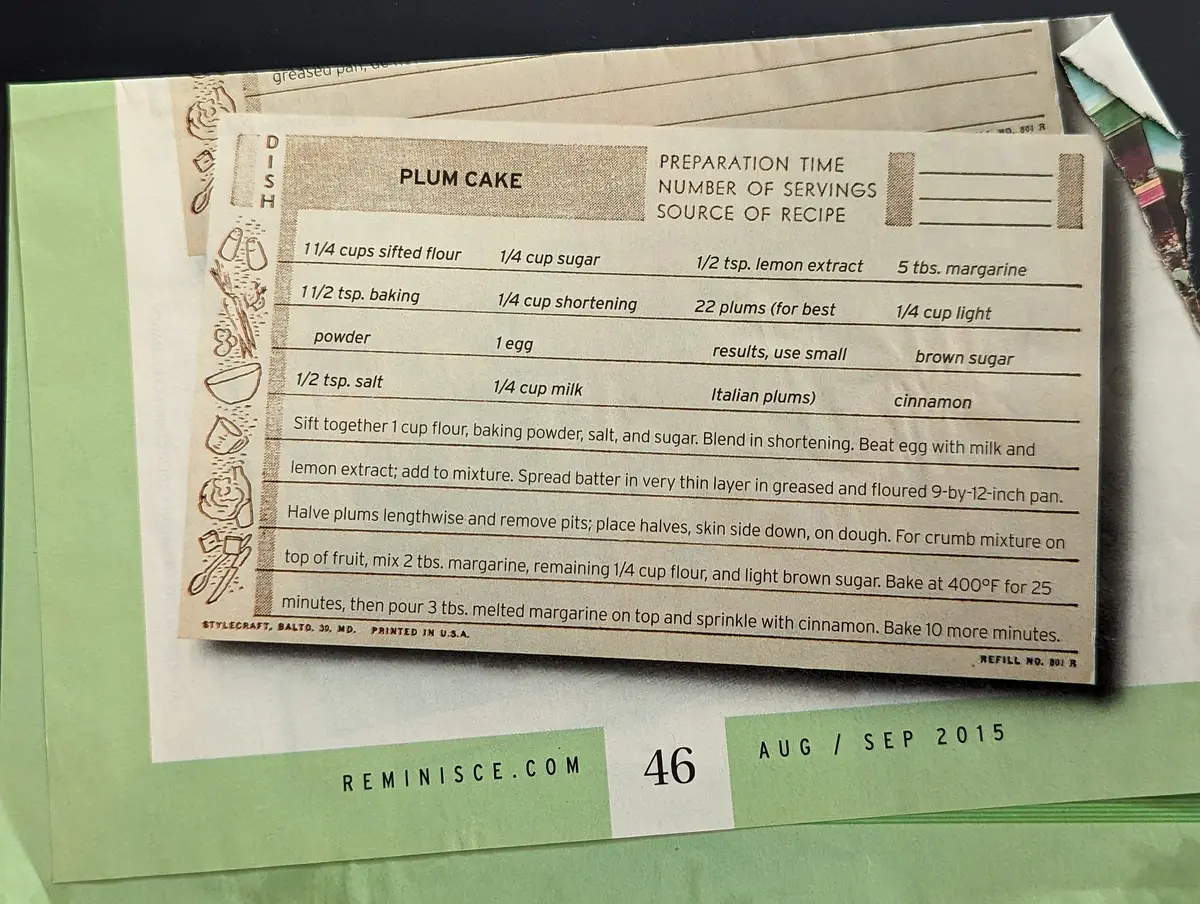 greased pan,
NO. 801 R
DISH
PLUM CAKE
PREPARATION TIME
NUMBER OF SERVINGS
SOURCE OF RECIPE
1 1/4 cups sifted flour 1/4 cup sugar 1/2 tsp. lemon extract 5 tbs. margarine
1 1/2 tsp. baking 1/4 cup shortening 22 plums (for best 1/4 cup light
powder 1 egg results, use small brown sugar
1/2 tsp. salt 1/4 cup milk Italian plums) cinnamon
Sift together 1 cup flour, baking powder, salt, and sugar. Blend in shortening. Beat egg with milk and
lemon extract; add to mixture. Spread batter in very thin layer in greased and floured 9-by-12-inch pan.
Halve plums lengthwise and remove pits; place halves, skin side down, on dough. For crumb mixture on
top of fruit, mix 2 tbs. margarine, remaining 1/4 cup flour, and light brown sugar. Bake at 400°F for 25
minutes, then pour 3 tbs. melted margarine on top and sprinkle with cinnamon. Bake 10 more minutes.
STYLECRAFT, BALTO. 30, MD. PRINTED IN U.S.A.
REFILL NO. 801 R
REMINISCE.COM 46 AUG / SEP 2015